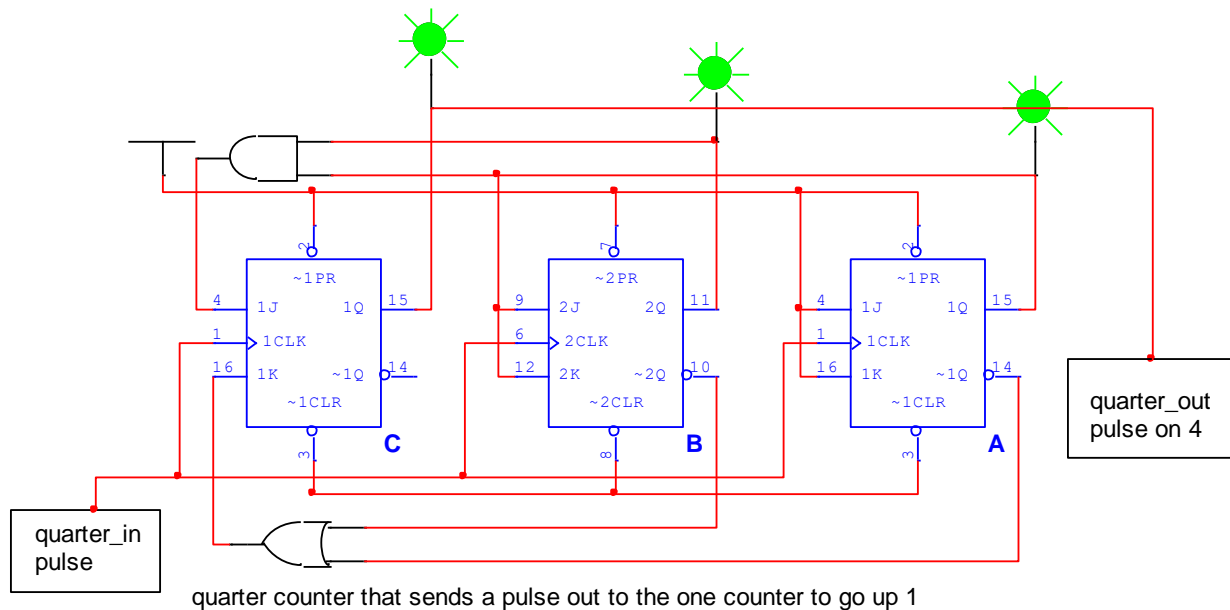 2
7
2
~1PR
~2PR
~1PR
4
1J
1Q
15
9
2J
2Q
11
4
1J
1Q
15
1
1CLK
6
2CLK
1
1CLK
16
1K
~1Q
14
12
2K
~2Q
10
16
1K
~1Q
14
~1CLR
~2CLR
~1CLR
3
C
8
B
3
A
quarter_out
pulse on 4
quarter_in
pulse
quarter counter that sends a pulse out to the one counter to go up 1